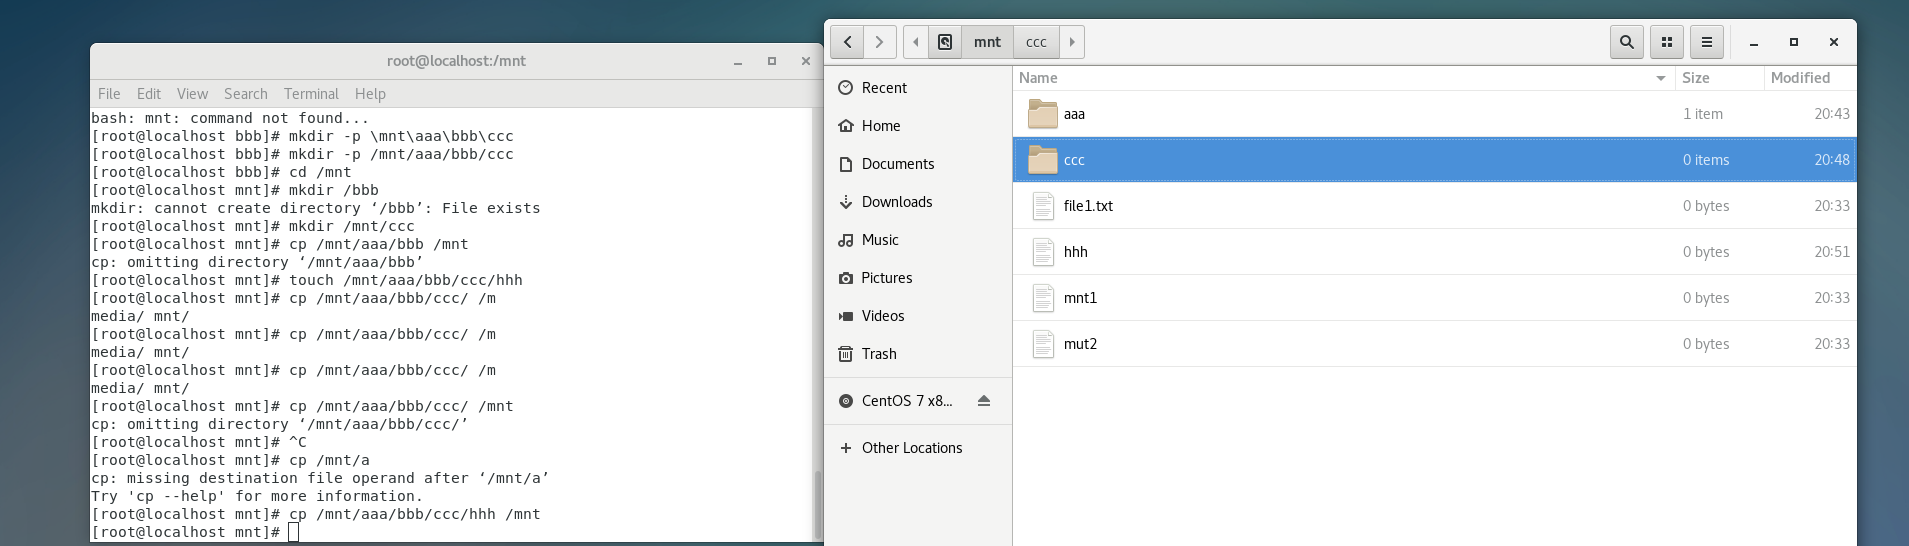 root@localhost:/mnt
File Edit View Search Terminal Help
bash: mnt: command not found...
[root@localhost bbb]# mkdir -p \mnt\aaa\bbb\ccc
[root@localhost bbb]# mkdir -p /mnt/aaa/bbb/ccc
[root@localhost bbb]# cd /mnt
[root@localhost mnt]# mkdir /bbb
mkdir: cannot create directory ‘/bbb’: File exists
[root@localhost mnt]# mkdir /mnt/ccc
[root@localhost mnt]# cp /mnt/aaa/bbb /mnt
cp: omitting directory ‘/mnt/aaa/bbb’
[root@localhost mnt]# touch /mnt/aaa/bbb/ccc/hhh
[root@localhost mnt]# cp /mnt/aaa/bbb/ccc/ /m
media/ mnt/
[root@localhost mnt]# cp /mnt/aaa/bbb/ccc/ /m
media/ mnt/
[root@localhost mnt]# cp /mnt/aaa/bbb/ccc/ /m
media/ mnt/
[root@localhost mnt]# cp /mnt/aaa/bbb/ccc/ /mnt
cp: omitting directory ‘/mnt/aaa/bbb/ccc/’
[root@localhost mnt]# ^C
[root@localhost mnt]# cp /mnt/a
cp: missing destination file operand after ‘/mnt/a’
Try 'cp --help' for more information.
[root@localhost mnt]# cp /mnt/aaa/bbb/ccc/hhh /mnt
[root@localhost mnt]#
mnt ccc
Recent
Home
Documents
Downloads
Music
Pictures
Videos
Trash
CentOS 7 x8...
Other Locations
Name Size Modified
aaa 1 item 20:43
ccc 0 items 20:48
file1.txt 0 bytes 20:33
hhh 0 bytes 20:51
mnt1 0 bytes 20:33
mut2 0 bytes 20:33